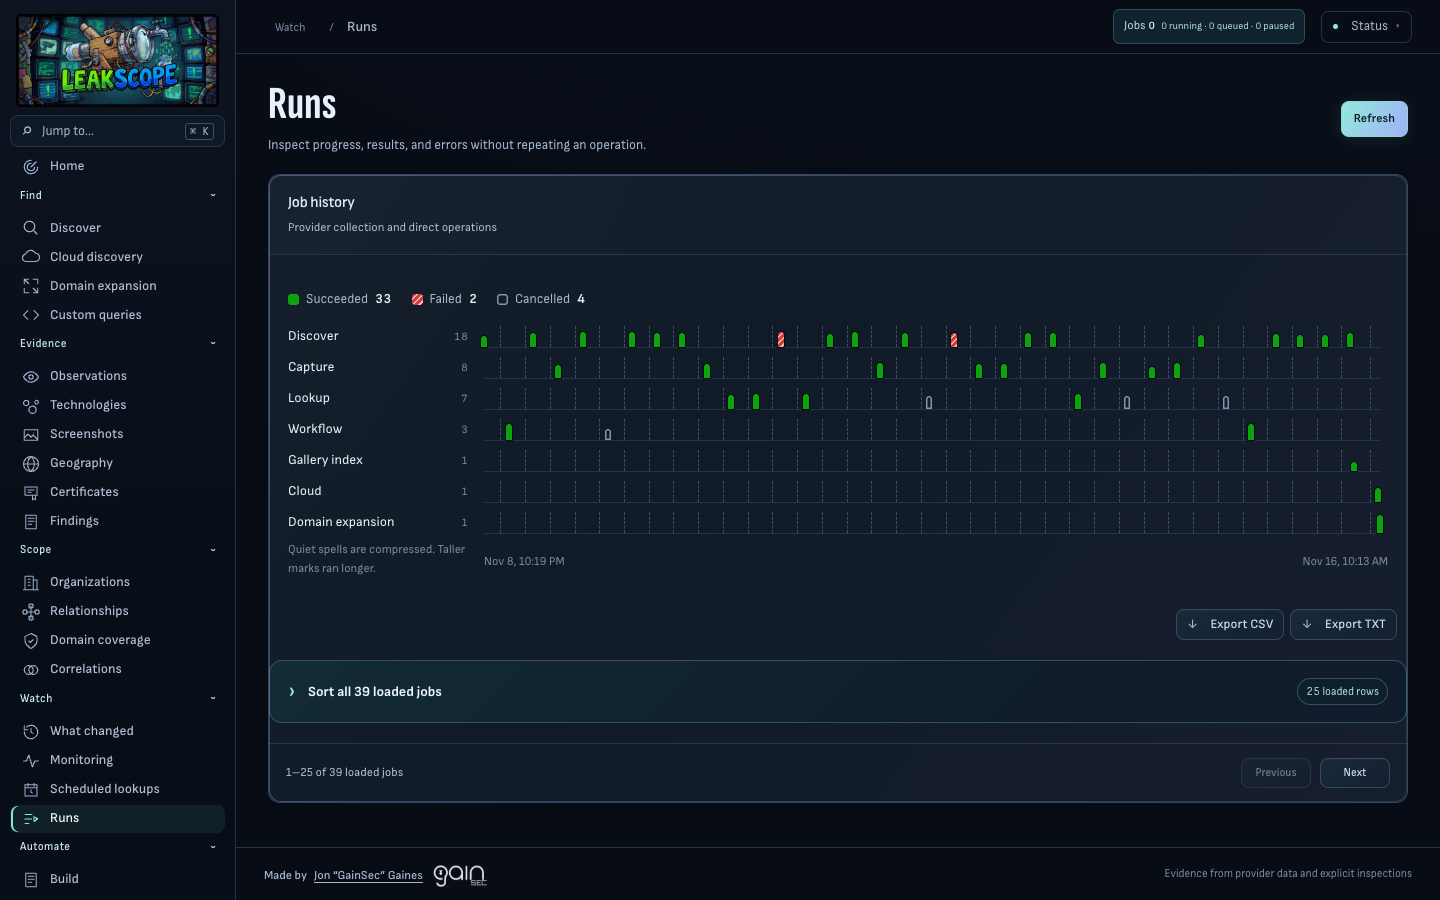 LEAKSCOPE
Jump to...
⌘ K
Home
Find
Discover
Cloud discovery
Domain expansion
Custom queries
Evidence
Observations
Technologies
Screenshots
Geography
Certificates
Findings
Scope
Organizations
Relationships
Domain coverage
Correlations
Watch
What changed
Monitoring
Scheduled lookups
Runs
Automate
Build
Watch / Runs
Jobs 0 0 running · 0 queued · 0 paused
Status
Runs
Inspect progress, results, and errors without repeating an operation.
Refresh
Job history
Provider collection and direct operations
Succeeded 33 Failed 2 Cancelled 4
Discover 18
Capture 8
Lookup 7
Workflow 3
Gallery index 1
Cloud 1
Domain expansion 1
Quiet spells are compressed. Taller
marks ran longer.
Nov 8, 10:19 PM Nov 16, 10:13 AM
Export CSV Export TXT
Sort all 39 loaded jobs 25 loaded rows
1–25 of 39 loaded jobs
Previous Next
Made by Jon “GainSec” Gaines gain SEC
Evidence from provider data and explicit inspections